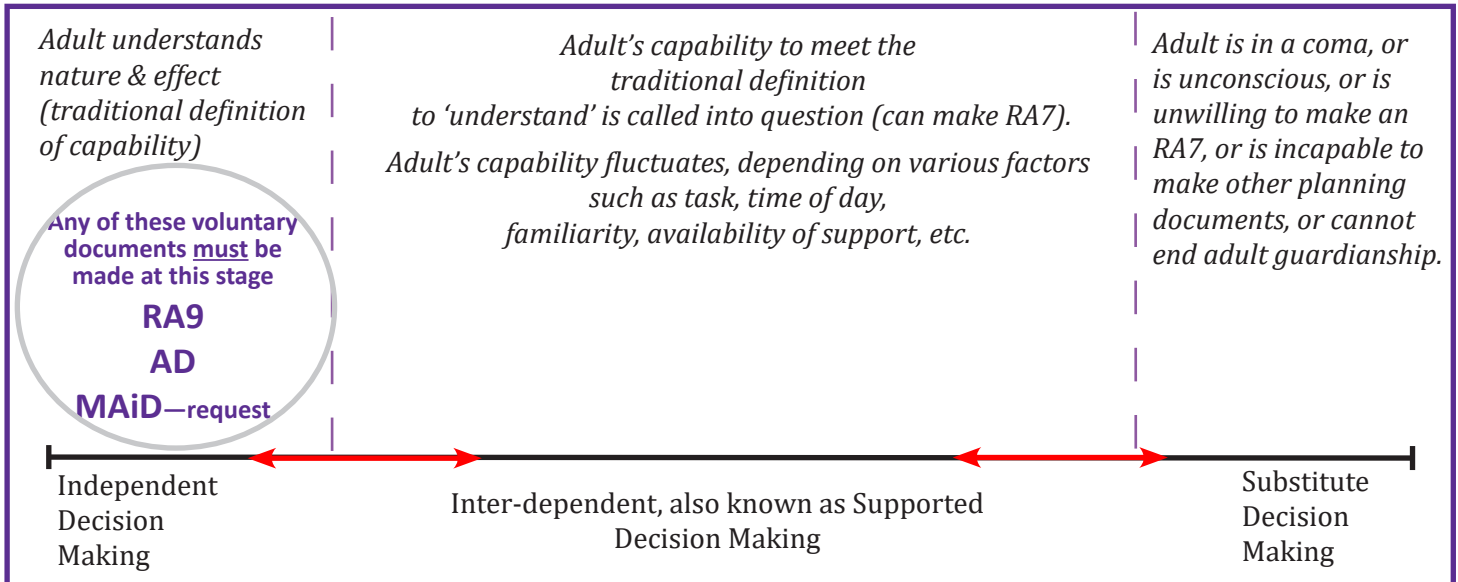 Adult understands
nature & effect
(traditional definition
of capability)
Any of these voluntary
documents must be
made at this stage
RA9
AD
MAiD—request
Adult’s capability to meet the
traditional definition
to ‘understand’ is called into question (can make RA7).
Adult’s capability fluctuates, depending on various factors
such as task, time of day,
familiarity, availability of support, etc.
Adult is in a coma, or
is unconscious, or is
unwilling to make an
RA7, or is incapable to
make other planning
documents, or cannot
end adult guardianship.
Independent
Decision
Making
Inter-dependent, also known as Supported
Decision Making
Substitute
Decision
Making